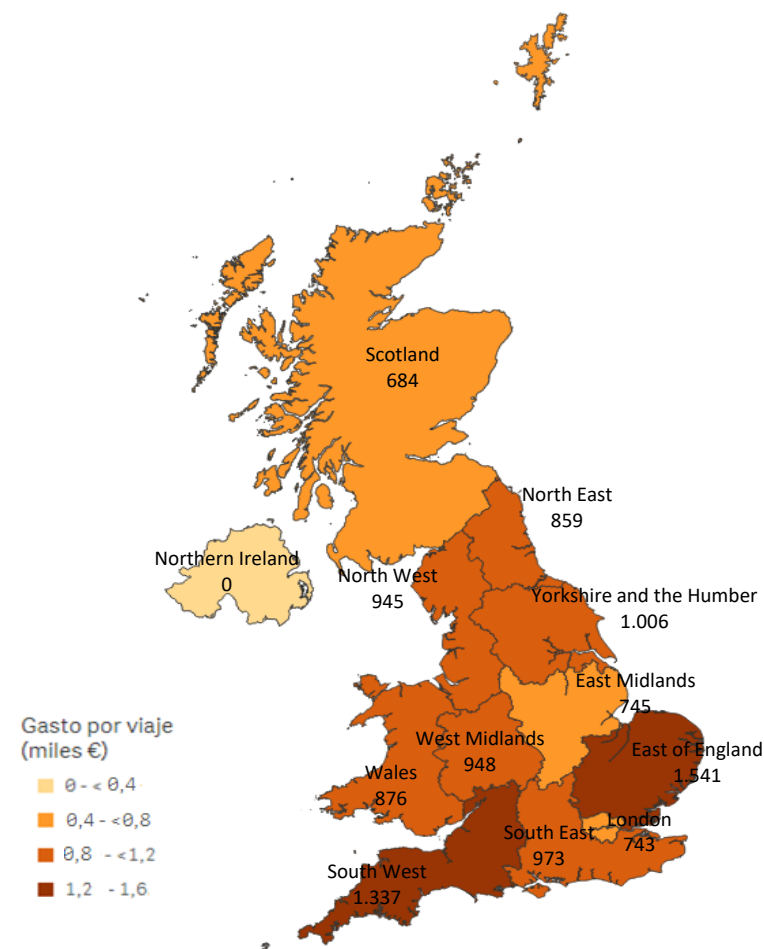 Scotland
684
North East
859
Northern Ireland
0
North West
945
Yorkshire and the Humber
1.006
East Midlands
745
West Midlands
948
East of England
1.541
Wales
876
London
743
South East
973
South West
1.337
Gasto por viaje
(miles €)
0 - < 0,4
0,4 - <0,8
0,8 - <1,2
1,2 - 1,6